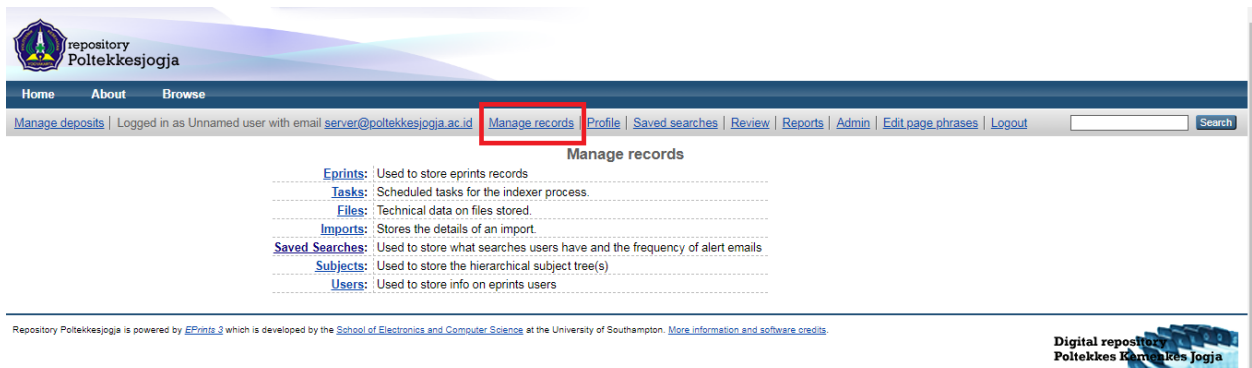 repository
Poltekkesjogja
Home About Browse
Manage deposits | Logged in as Unnamed user with email server@poltekkesjogja.ac.id | Manage records | Profile | Saved searches | Review | Reports | Admin | Edit page phrases | Logout Search
Manage records
Eprints: Used to store eprints records
Tasks: Scheduled tasks for the indexer process.
Files: Technical data on files stored.
Imports: Stores the details of an import.
Saved Searches: Used to store what searches users have and the frequency of alert emails
Subjects: Used to store the hierarchical subject tree(s)
Users: Used to store info on eprints users
Repository Poltekkesjogja is powered by EPrints 3 which is developed by the School of Electronics and Computer Science at the University of Southampton. More information and software credits.
Digital repository
Poltekkes Kemenkes Jogja